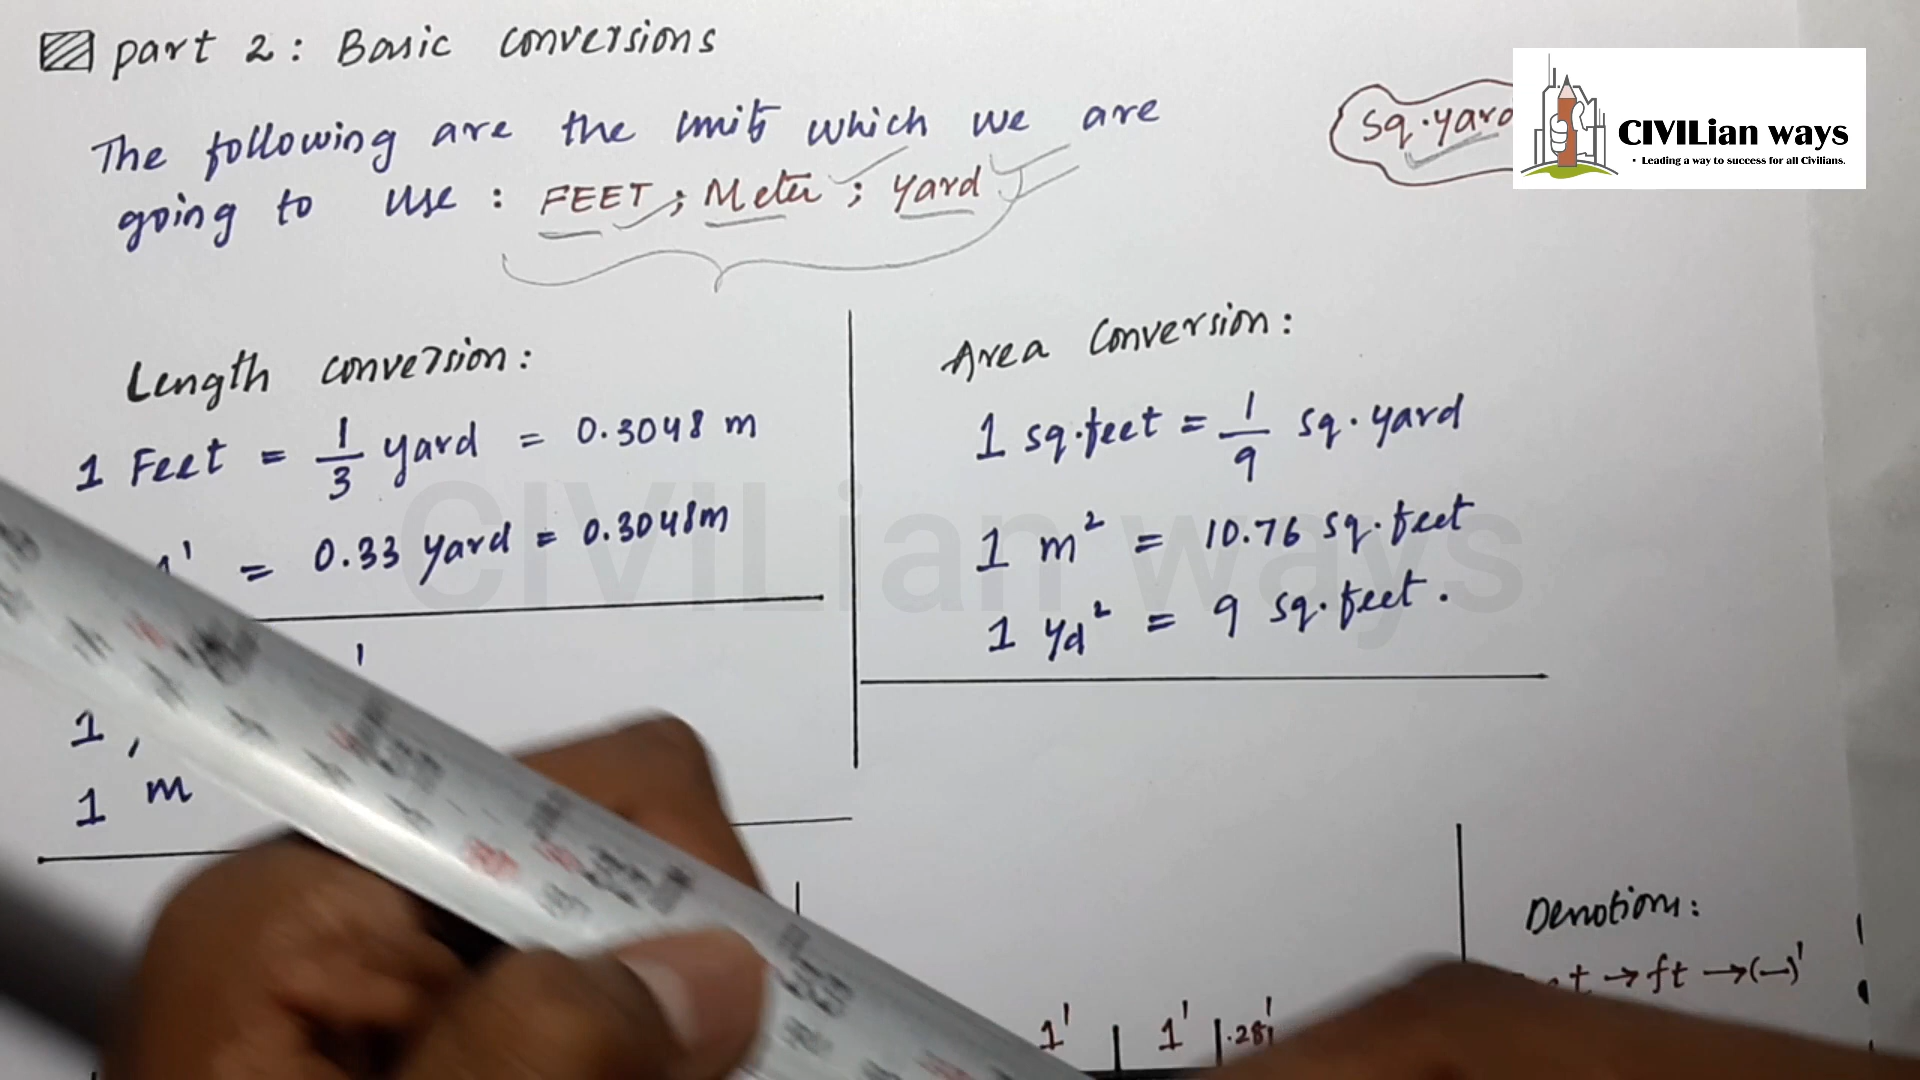 part 2: Basic conversions
The following are the units which we are
going to use: FEET; Meter; Yard
sq.yard
CIVILian ways
• Leading a way to success for all Civilians.
Length conversion:
1 Feet = 1/3 yard = 0.3048 m
1' = 0.33 yard = 0.3048m
1
1 m
Area Conversion:
1 sq.feet = 1/9 sq.yard
1 m² = 10.76 sq.feet
1 yd² = 9 sq.feet.
CIVILian ways
Denotions:
t → ft → (—)'
1' | 1' | .281'